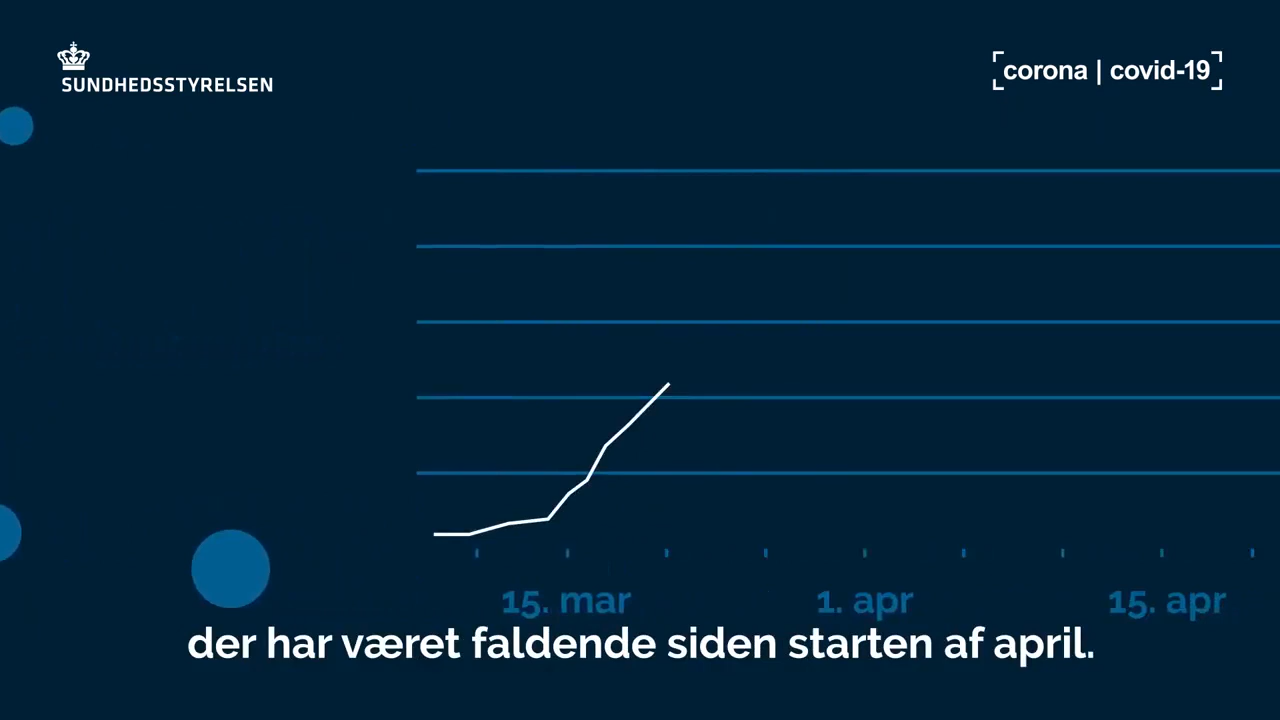 SUNDHEDSSTYRELSEN
corona | covid-19
15. mar
1. apr
15. apr
der har været faldende siden starten af april.